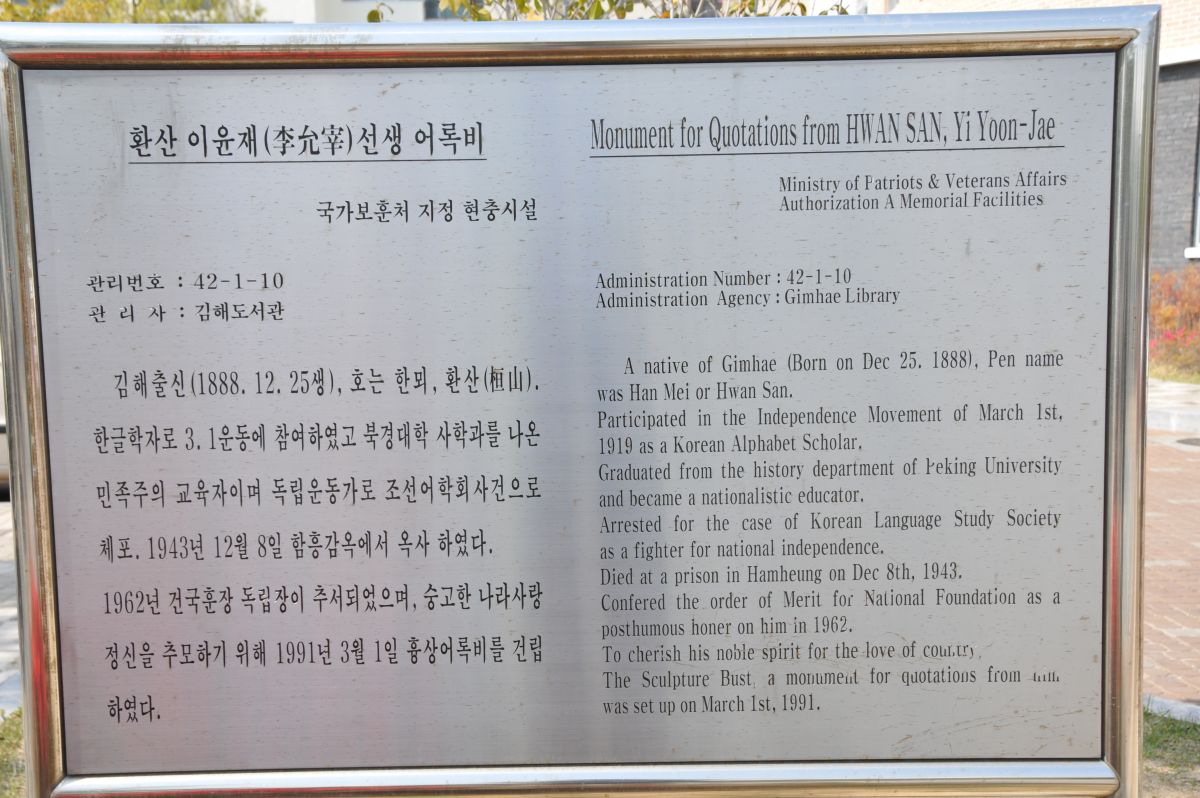 환산 이윤재(李允宰)선생 어록비
국가보훈처 지정 현충시설
관리번호 : 42-1-10
관 리 사 : 김해도서관
김해출신(1888. 12. 25생), 호는 한뫼, 환산(桓山).
한글학자로 3. 1운동에 참여하였고 북경대학 사학과를 나온
민족주의 교육자이며 독립운동가로 조선어학회사건으로
체포. 1943년 12월 8일 함흥감옥에서 옥사 하였다.
1962년 건국훈장 독립장이 추서되었으며, 숭고한 나라사랑
정신을 추모하기 위해 1991년 3월 1일 흉상어록비를 건립
하였다.
Monument for Quotations from HWAN SAN, Yi Yoon-Jae
Ministry of Patriots & Veterans Affairs
Authorization A Memorial Facilities
Administration Number : 42-1-10
Administration Agency : Gimhae Library
A native of Gimhae (Born on Dec 25. 1888), Pen name
was Han Mei or Hwan San.
Participated in the Independence Movement of March 1st,
1919 as a Korean Alphabet Scholar.
Graduated from the history department of Peking University
and became a nationalistic educator.
Arrested for the case of Korean Language Study Society
as a fighter for national independence.
Died at a prison in Hamheung on Dec 8th, 1943.
Confered the order of Merit for National Foundation as a
posthumous honer on him in 1962.
To cherish his noble spirit for the love of country,
The Sculpture Bust, a monument for quotations from him
was set up on March 1st, 1991.